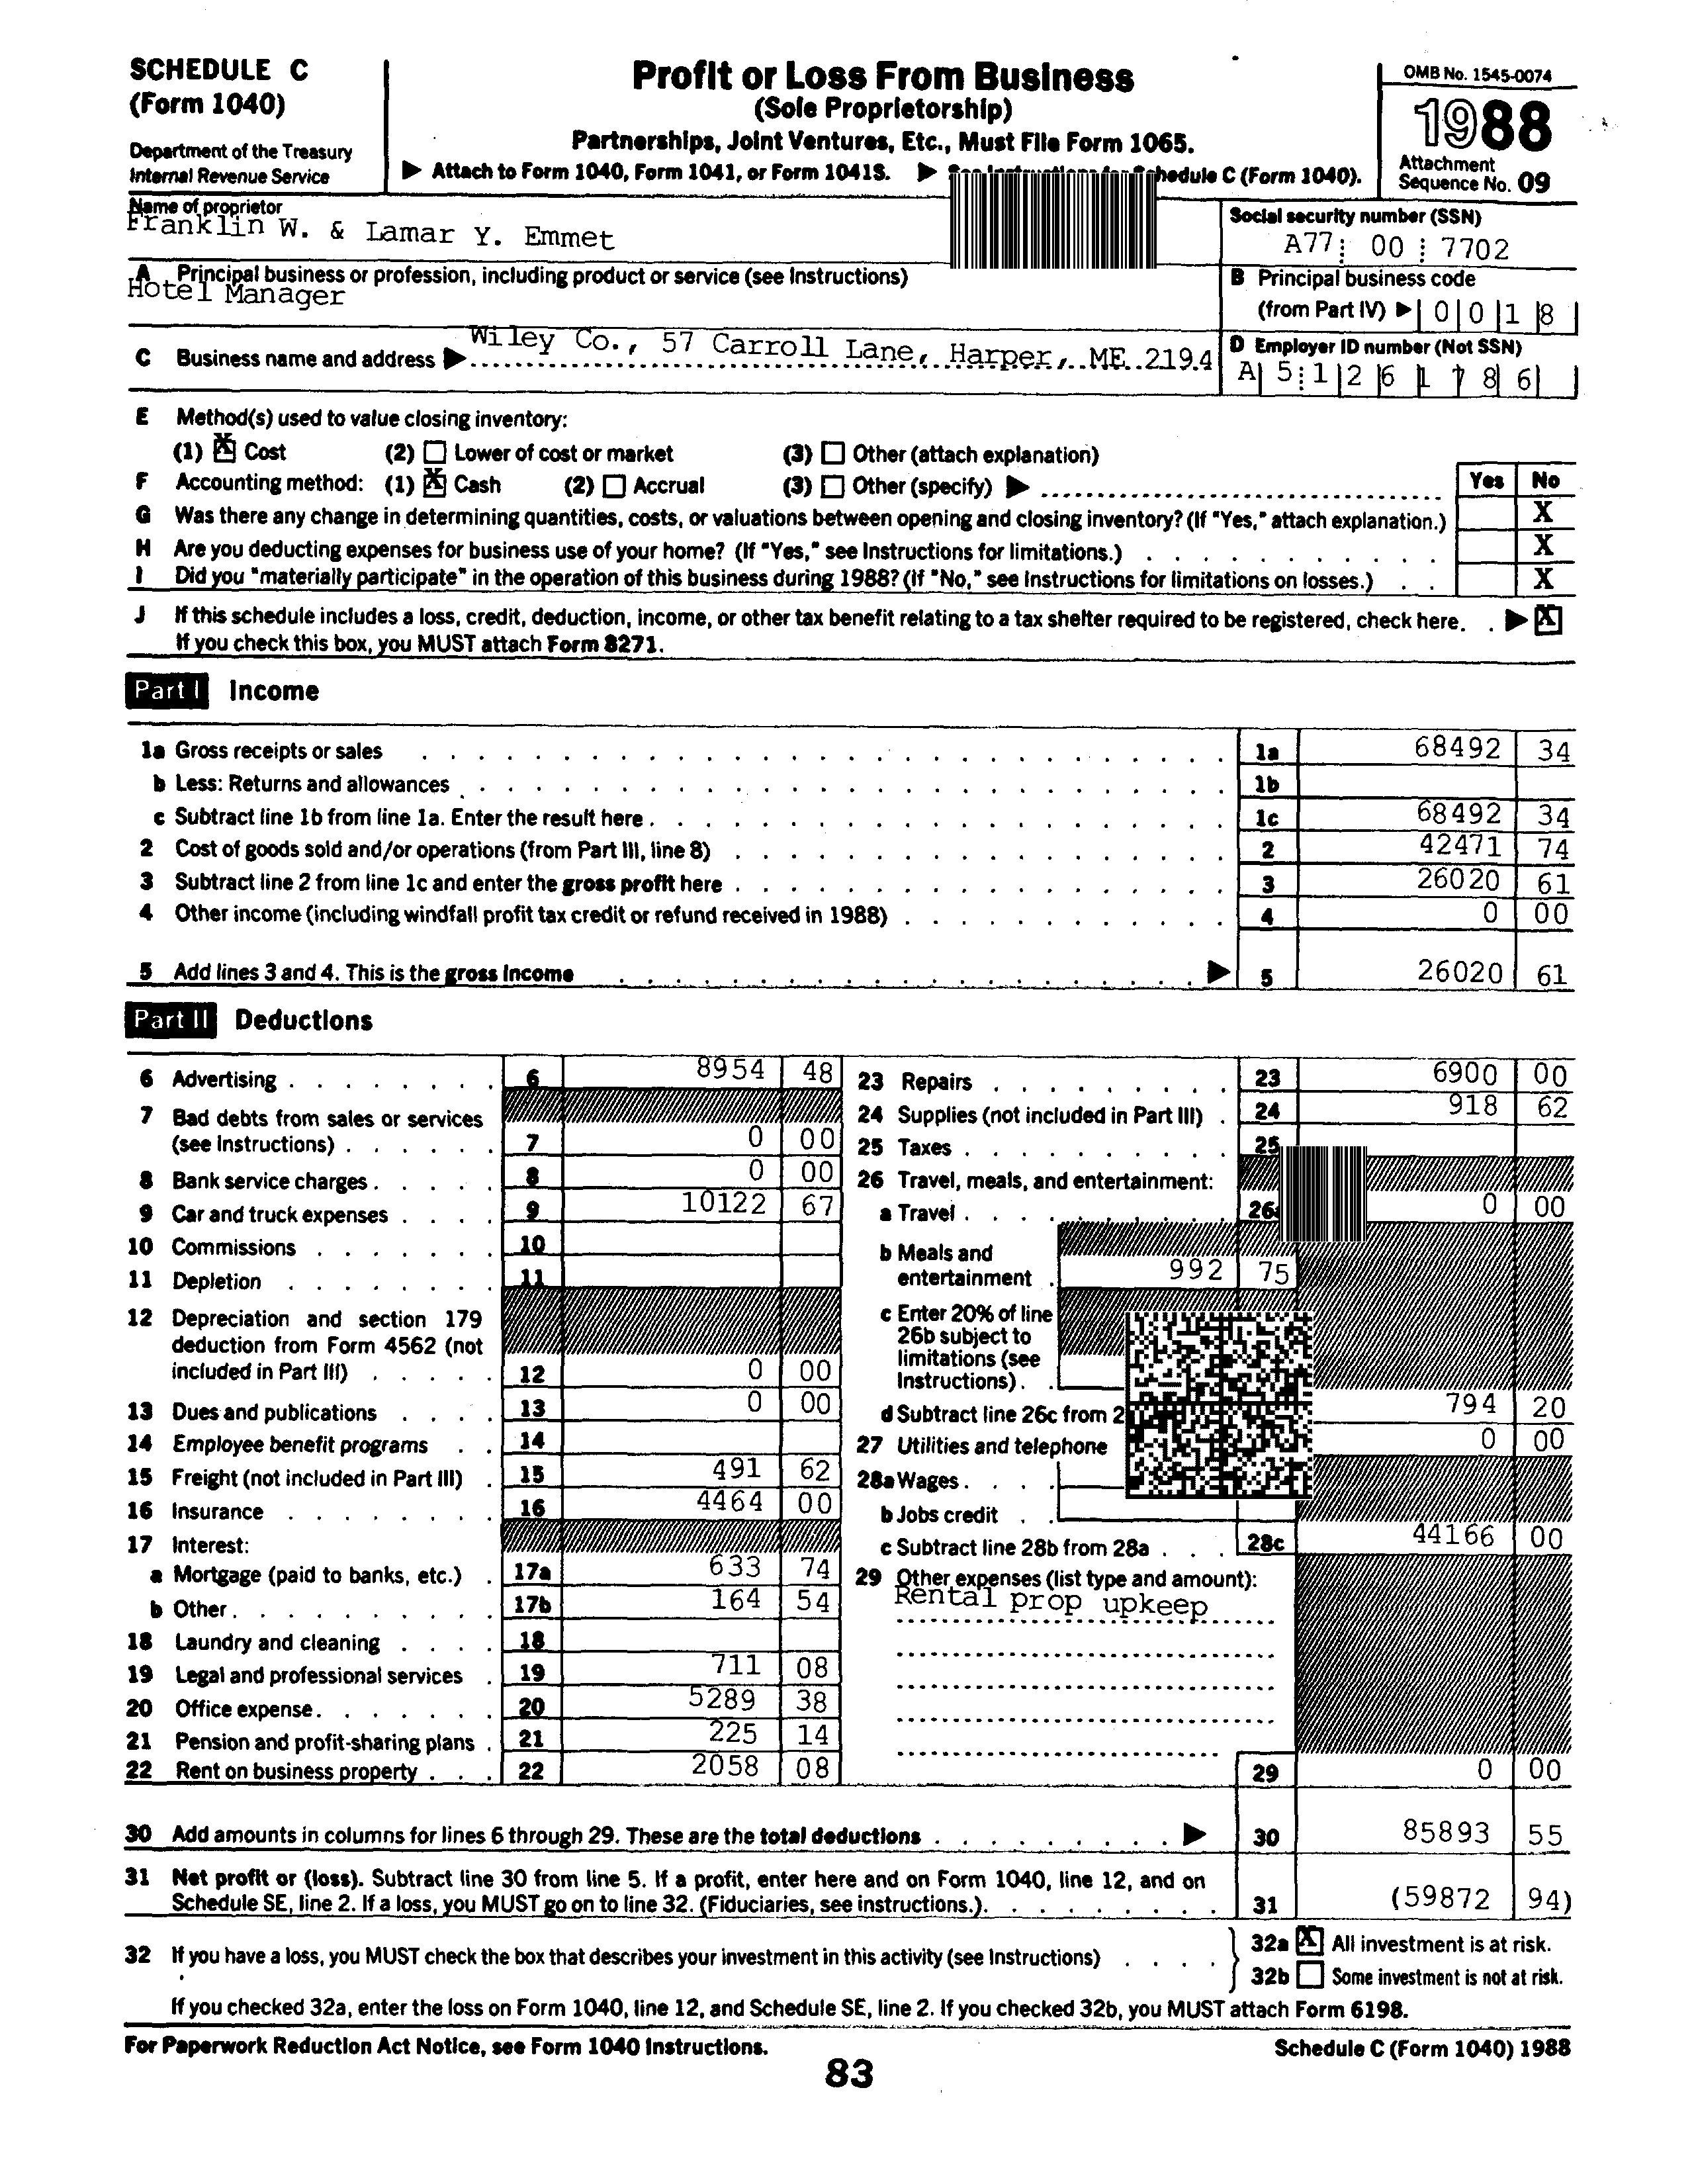 SCHEDULE C
(Form 1040)
Department of the Treasury
Internal Revenue Service
Profit or Loss From Business
(Sole Proprietorship)
Partnerships, Joint Ventures, Etc., Must File Form 1065.
▶ Attach to Form 1040, Form 1041, or Form 1041S. ▶ See Instructions for Schedule C (Form 1040).
OMB No. 1545-0074
1988
Attachment
Sequence No. 09
Name of proprietor
Franklin W. & Lamar Y. Emmet
Social security number (SSN)
A77 00 7702
A Principal business or profession, including product or service (see Instructions)
Hotel Manager
B Principal business code
(from Part IV) ▶ 0 0 1 8
C Business name and address ▶ Wiley Co., 57 Carroll Lane, Harper, ME 2194
D Employer ID number (Not SSN)
A 5 1 2 6 1 7 8 6
E Method(s) used to value closing inventory:
(1) X Cost (2) Lower of cost or market (3) Other (attach explanation)
F Accounting method: (1) X Cash (2) Accrual (3) Other (specify) ▶
Yes No
G Was there any change in determining quantities, costs, or valuations between opening and closing inventory? (If "Yes," attach explanation.) X
H Are you deducting expenses for business use of your home? (If "Yes," see Instructions for limitations.) X
I Did you "materially participate" in the operation of this business during 1988? (If "No," see Instructions for limitations on losses.) X
J If this schedule includes a loss, credit, deduction, income, or other tax benefit relating to a tax shelter required to be registered, check here. ▶ X
If you check this box, you MUST attach Form 8271.
Part I Income
1a Gross receipts or sales 1a 68492 34
b Less: Returns and allowances 1b
c Subtract line 1b from line 1a. Enter the result here 1c 68492 34
2 Cost of goods sold and/or operations (from Part III, line 8) 2 42471 74
3 Subtract line 2 from line 1c and enter the gross profit here 3 26020 61
4 Other income (including windfall profit tax credit or refund received in 1988) 4 0 00
5 Add lines 3 and 4. This is the gross income ▶ 5 26020 61
Part II Deductions
6 Advertising 6 8954 48
7 Bad debts from sales or services
(see Instructions) 7 0 00
8 Bank service charges 8 0 00
9 Car and truck expenses 9 10122 67
10 Commissions 10
11 Depletion 11
12 Depreciation and section 179
deduction from Form 4562 (not
included in Part III) 12 0 00
13 Dues and publications 13 0 00
14 Employee benefit programs 14
15 Freight (not included in Part III) 15 491 62
16 Insurance 16 4464 00
17 Interest:
a Mortgage (paid to banks, etc.) 17a 633 74
b Other 17b 164 54
18 Laundry and cleaning 18
19 Legal and professional services 19 711 08
20 Office expense 20 5289 38
21 Pension and profit-sharing plans 21 225 14
22 Rent on business property 22 2058 08
23 Repairs 23 6900 00
24 Supplies (not included in Part III) 24 918 62
25 Taxes 25
26 Travel, meals, and entertainment:
a Travel 26a 0 00
b Meals and
entertainment 992 75
c Enter 20% of line
26b subject to
limitations (see
Instructions)
d Subtract line 26c from 2 794 20
27 Utilities and telephone 0 00
28a Wages
b Jobs credit
c Subtract line 28b from 28a 28c 44166 00
29 Other expenses (list type and amount):
Rental prop upkeep
29 0 00
30 Add amounts in columns for lines 6 through 29. These are the total deductions ▶ 30 85893 55
31 Net profit or (loss). Subtract line 30 from line 5. If a profit, enter here and on Form 1040, line 12, and on
Schedule SE, line 2. If a loss, you MUST go on to line 32. (Fiduciaries, see instructions.) 31 (59872 94)
32 If you have a loss, you MUST check the box that describes your investment in this activity (see Instructions)
32a X All investment is at risk.
32b Some investment is not at risk.
If you checked 32a, enter the loss on Form 1040, line 12, and Schedule SE, line 2. If you checked 32b, you MUST attach Form 6198.
For Paperwork Reduction Act Notice, see Form 1040 Instructions.
Schedule C (Form 1040) 1988
83